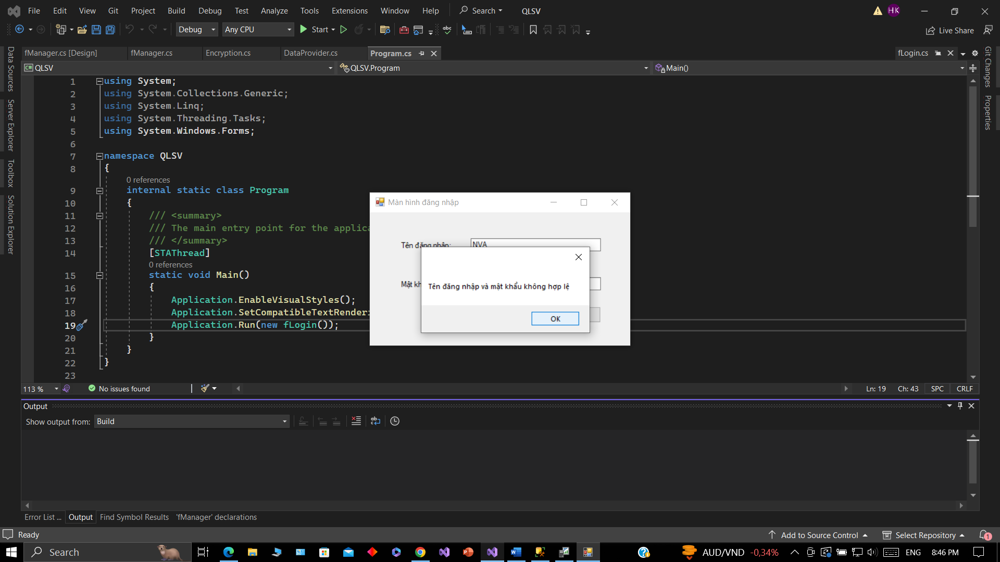 File Edit View Git Project Build Debug Test Analyze Tools Extensions Window Help Search QLSV HK
Debug Any CPU Start Live Share
fManager.cs [Design] fManager.cs Encryption.cs DataProvider.cs Program.cs fLogin.cs
C# QLSV QLSV.Program Main()
Data Sources
Server Explorer
Toolbox
Solution Explorer
Git Changes
Properties
1 using System;
2 using System.Collections.Generic;
3 using System.Linq;
4 using System.Threading.Tasks;
5 using System.Windows.Forms;
6
7 namespace QLSV
8 {
0 references
9 internal static class Program
10 {
11 /// <summary>
12 /// The main entry point for the applica
13 /// </summary>
14 [STAThread]
0 references
15 static void Main()
16 {
17 Application.EnableVisualStyles();
18 Application.SetCompatibleTextRenderi
19 Application.Run(new fLogin());
20 }
21 }
22 }
23
Màn hình đăng nhập
Tên đăng nhập: NVA
Mật kh
Tên đăng nhập và mật khẩu không hợp lệ
OK
113 % No issues found Ln: 19 Ch: 43 SPC CRLF
Output
Show output from: Build
Error List ... Output Find Symbol Results 'fManager' declarations
Ready Add to Source Control Select Repository 1
Search AUD/VND -0,34% ENG 8:46 PM